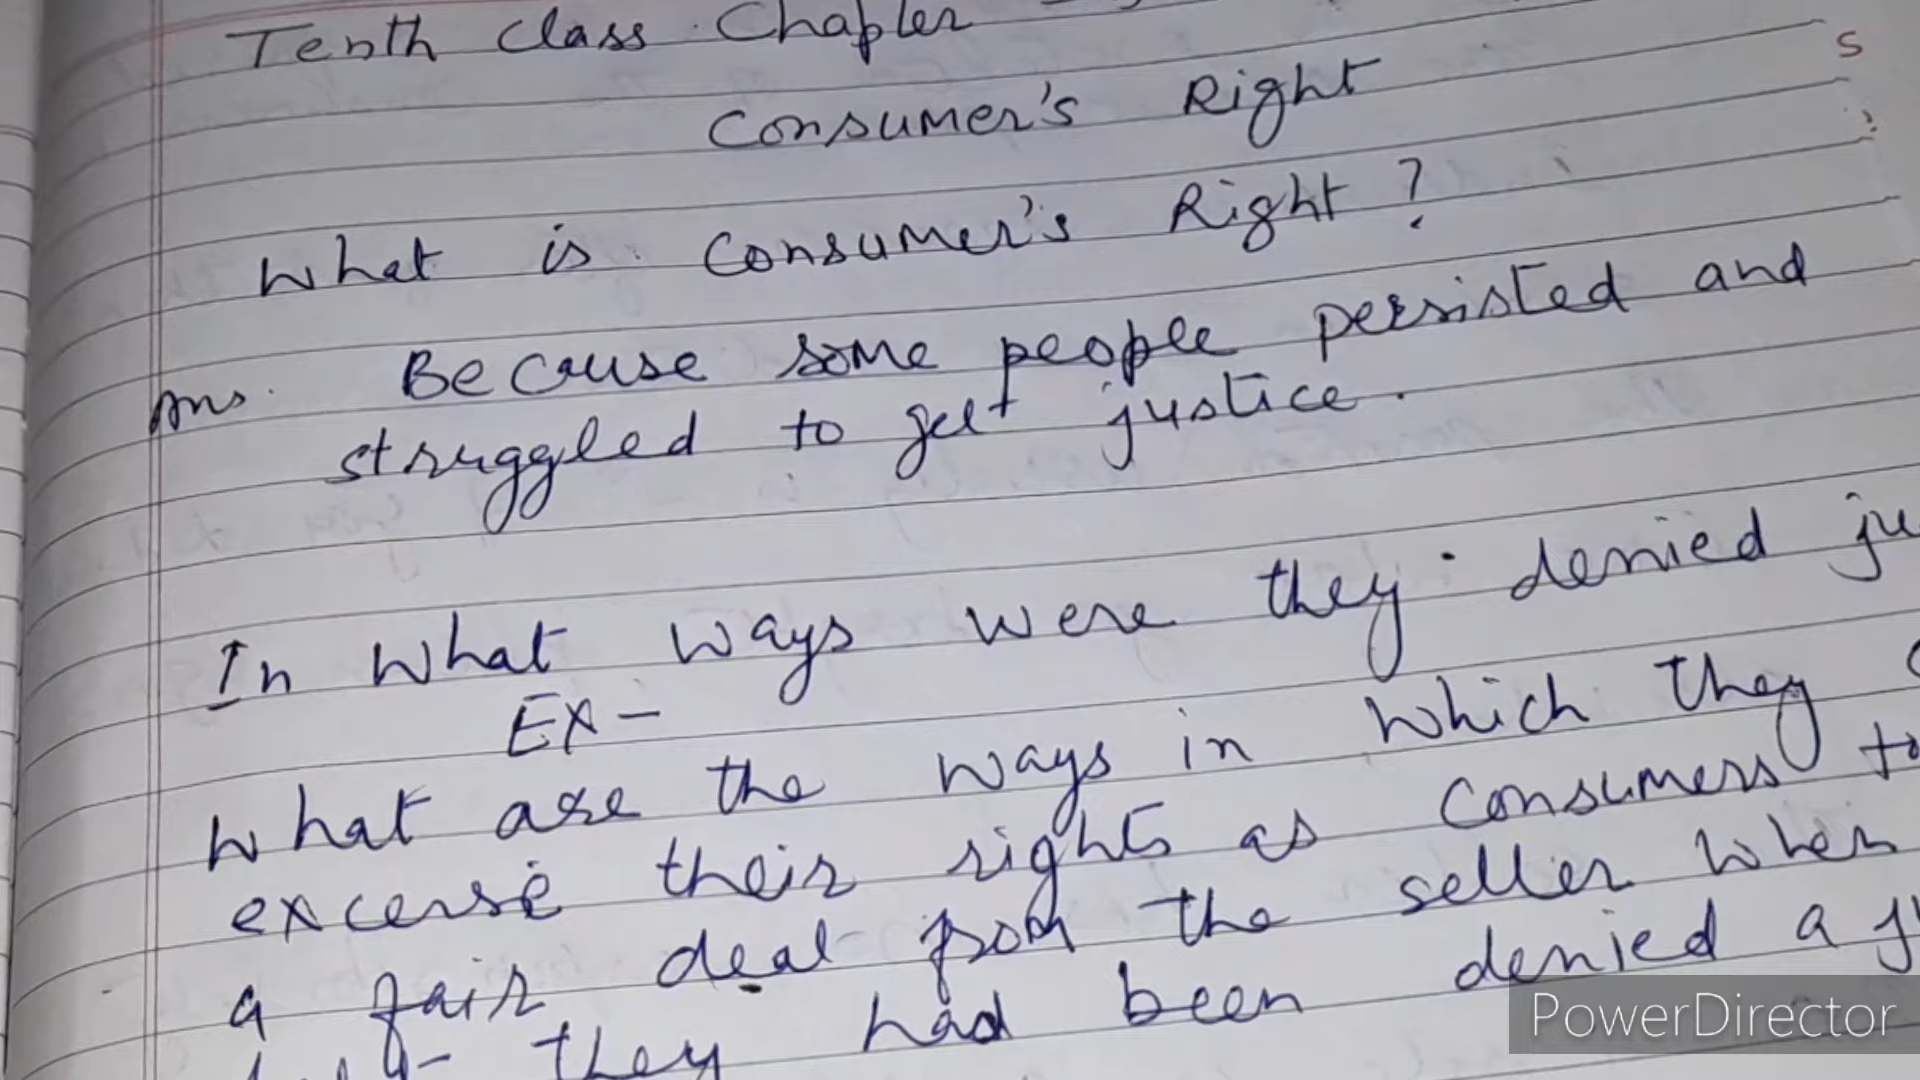 Tenth Class Chapter
Consumer's Right
s
What is Consumer's Right ?
Ans. Because some people persisted and
struggled to get justice.
In what ways were they denied ju
EX -
What are the ways in which they
excerse their rights as consumers to
a fair deal from the seller when
they had been denied a
PowerDirector